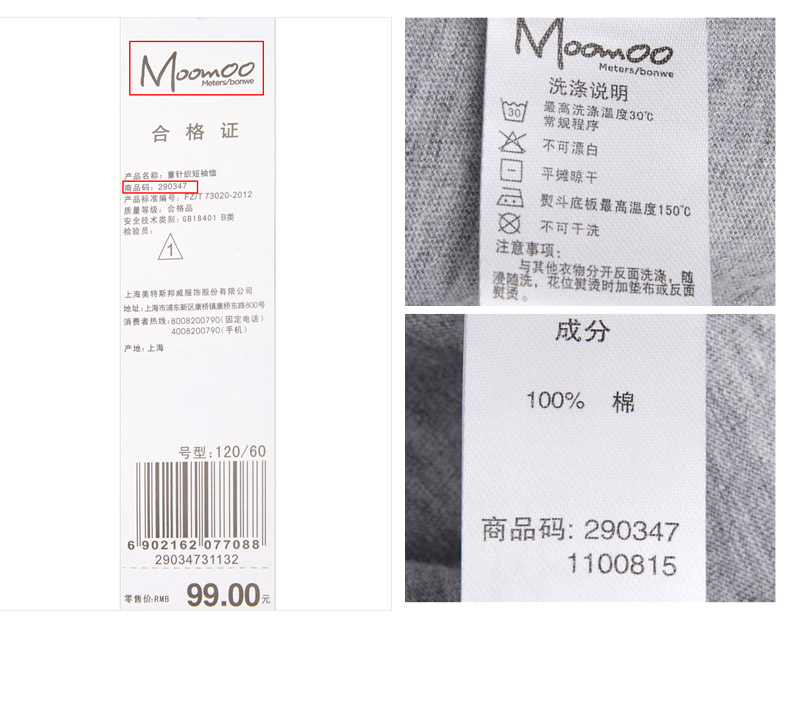 Moomoo
Meters/bonwe
合格证
产品名称：童针织短袖恤
商品码：290347
产品标准编号：FZ/T 73020-2012
质量等级：合格品
安全技术类别：GB18401 B类
检验员：
1
上海美特斯邦威服饰股份有限公司
地址：上海市浦东新区康桥镇康桥东路800号
消费者热线：8008200790（固定电话）
4008200790（手机）
产地：上海
号型：120/60
6 902162 077088
29034731132
零售价：RMB 99.00元
Moomoo
Meters/bonwe
洗涤说明
30
最高洗涤温度30℃
常规程序
不可漂白
平摊晾干
熨斗底板最高温度150℃
不可干洗
注意事项：
与其他衣物分开反面洗涤，随
浸随洗，花位熨烫时加垫布或反面
熨烫。
成分
100% 棉
商品码: 290347
1100815